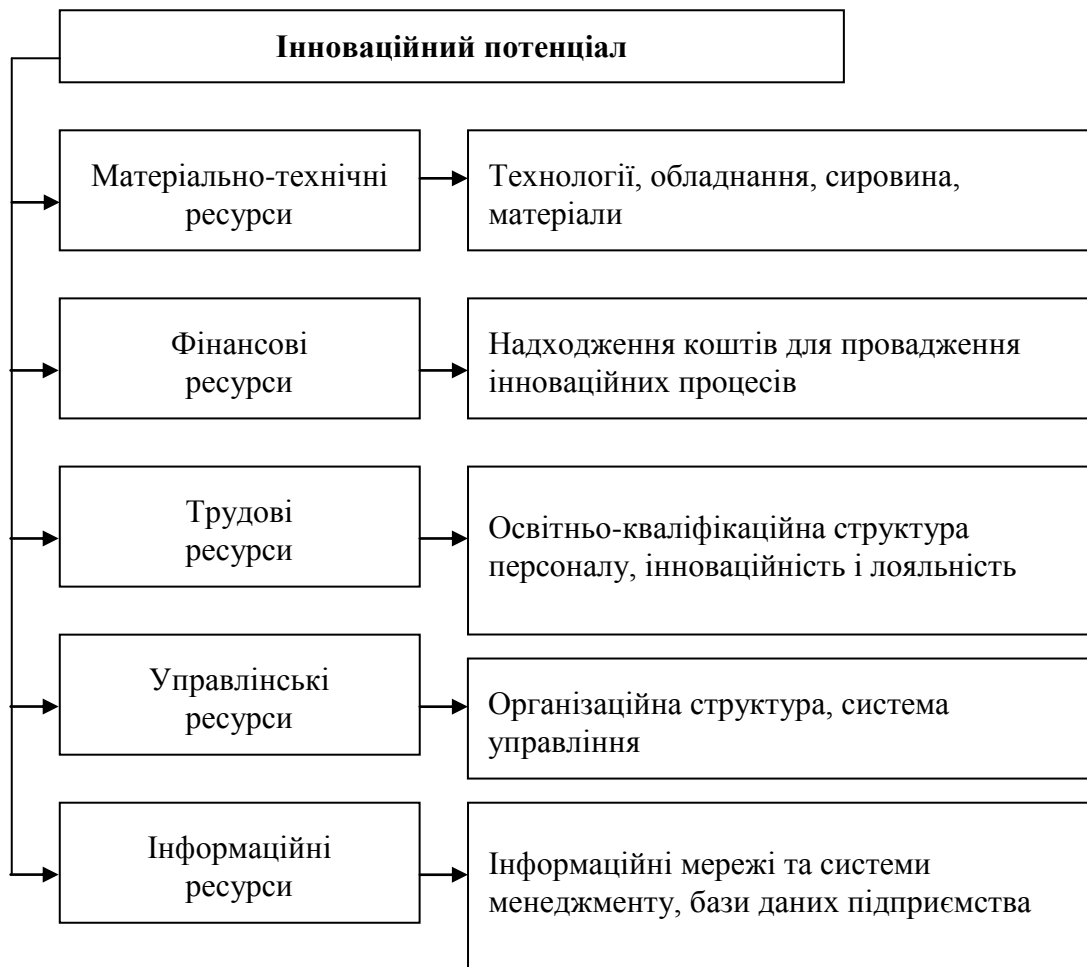 Інноваційний потенціал
Матеріально-технічні
ресурси
Технології, обладнання, сировина,
матеріали
Фінансові
ресурси
Надходження коштів для провадження
інноваційних процесів
Трудові
ресурси
Освітньо-кваліфікаційна структура
персоналу, інноваційність і лояльність
Управлінські
ресурси
Організаційна структура, система
управління
Інформаційні
ресурси
Інформаційні мережі та системи
менеджменту, бази даних підприємства